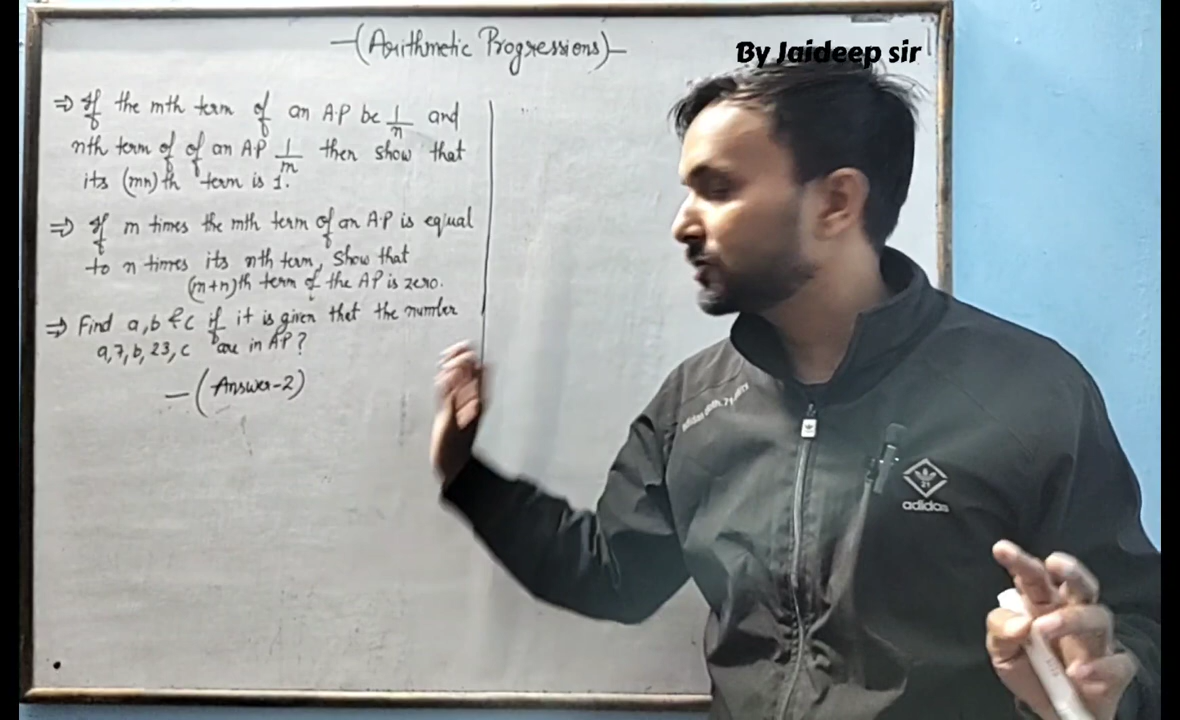 (Arithmetic Progressions)
By Jaideep sir
⇒ If the mth term of an A.P be 1/n and
nth term of of an AP 1/m then show that
its (mn)th term is 1.
⇒ If m times the mth term of an A.P is equal
to n times its nth term, Show that
(m+n)th term of the AP is zero.
⇒ Find a, b & c if it is given that the number
a, 7, b, 23, c are in AP?
(Answer-2)
21
adidas